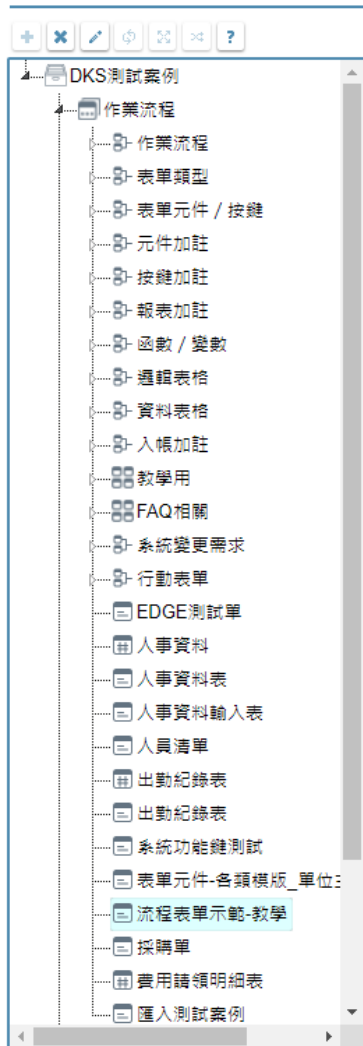 ?
DKS測試案例
作業流程
作業流程
表單類型
表單元件 / 按鍵
元件加註
按鍵加註
報表加註
函數 / 變數
邏輯表格
資料表格
入帳加註
教學用
FAQ相關
系統變更需求
行動表單
EDGE測試單
人事資料
人事資料表
人事資料輸入表
人員清單
出勤紀錄表
出勤紀錄表
系統功能鍵測試
表單元件-各類模版_單位主
流程表單示範-教學
採購單
費用請領明細表
匯入測試案例